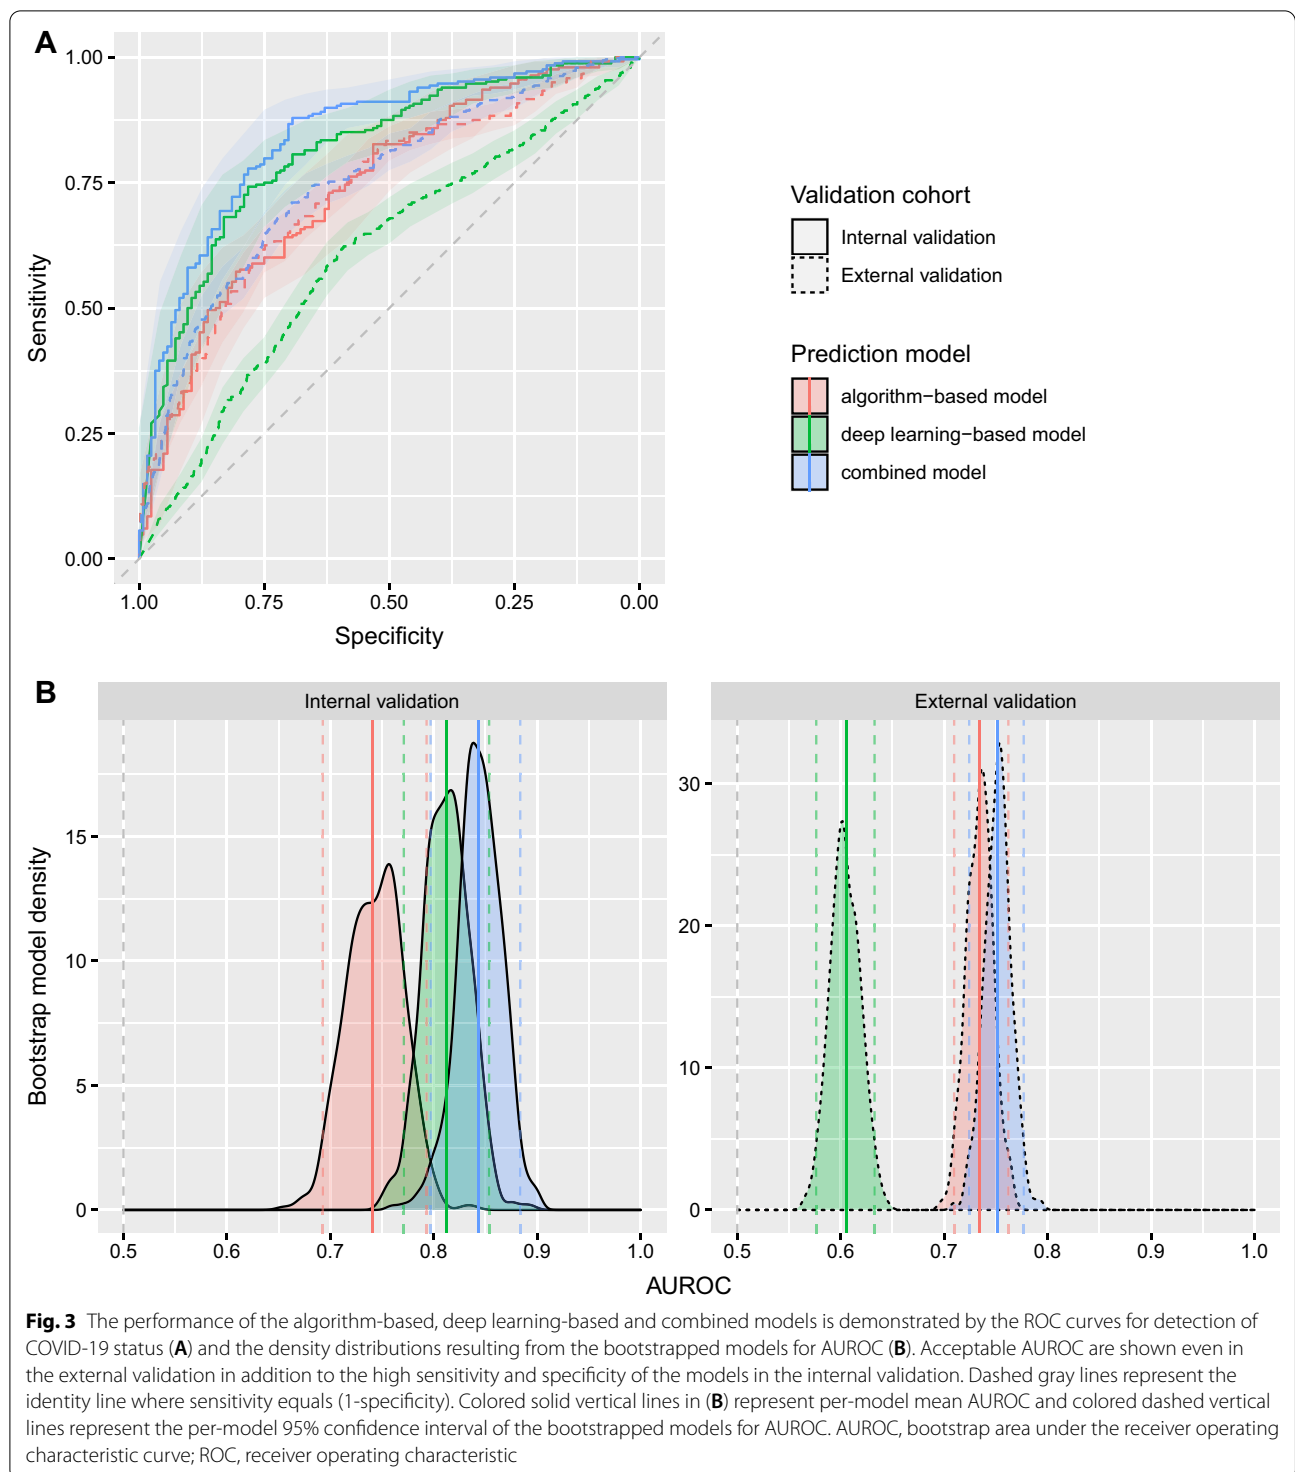 A
1.00
0.75
0.50
0.25
0.00
Sensitivity
1.00 0.75 0.50 0.25 0.00
Specificity
Validation cohort
Internal validation
External validation
Prediction model
algorithm−based model
deep learning−based model
combined model
B
Internal validation
External validation
15
10
5
0
Bootstrap model density
30
20
10
0
0.5 0.6 0.7 0.8 0.9 1.0
0.5 0.6 0.7 0.8 0.9 1.0
AUROC
Fig. 3 The performance of the algorithm-based, deep learning-based and combined models is demonstrated by the ROC curves for detection of
COVID-19 status (A) and the density distributions resulting from the bootstrapped models for AUROC (B). Acceptable AUROC are shown even in
the external validation in addition to the high sensitivity and specificity of the models in the internal validation. Dashed gray lines represent the
identity line where sensitivity equals (1-specificity). Colored solid vertical lines in (B) represent per-model mean AUROC and colored dashed vertical
lines represent the per-model 95% confidence interval of the bootstrapped models for AUROC. AUROC, bootstrap area under the receiver operating
characteristic curve; ROC, receiver operating characteristic